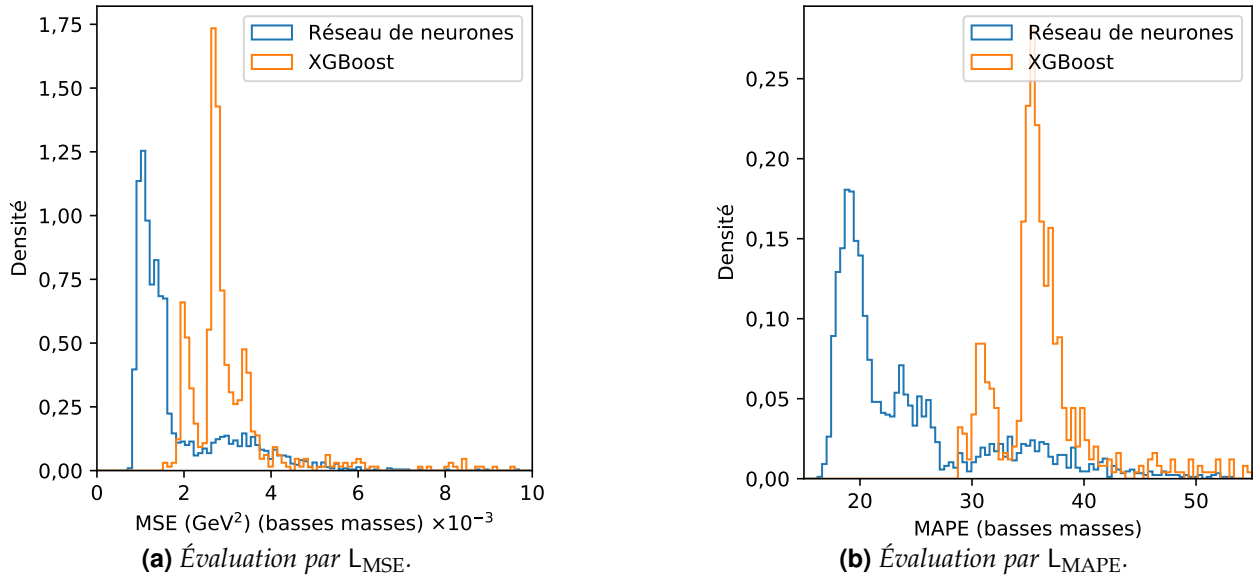 1,75
1,50
1,25
1,00
0,75
0,50
0,25
0,00
Densité
Réseau de neurones
XGBoost
0 2 4 6 8 10
MSE (GeV²) (basses masses) ×10⁻³
(a) Évaluation par L_MSE.
0,25
0,20
0,15
0,10
0,05
0,00
Densité
Réseau de neurones
XGBoost
20 30 40 50
MAPE (basses masses)
(b) Évaluation par L_MAPE.